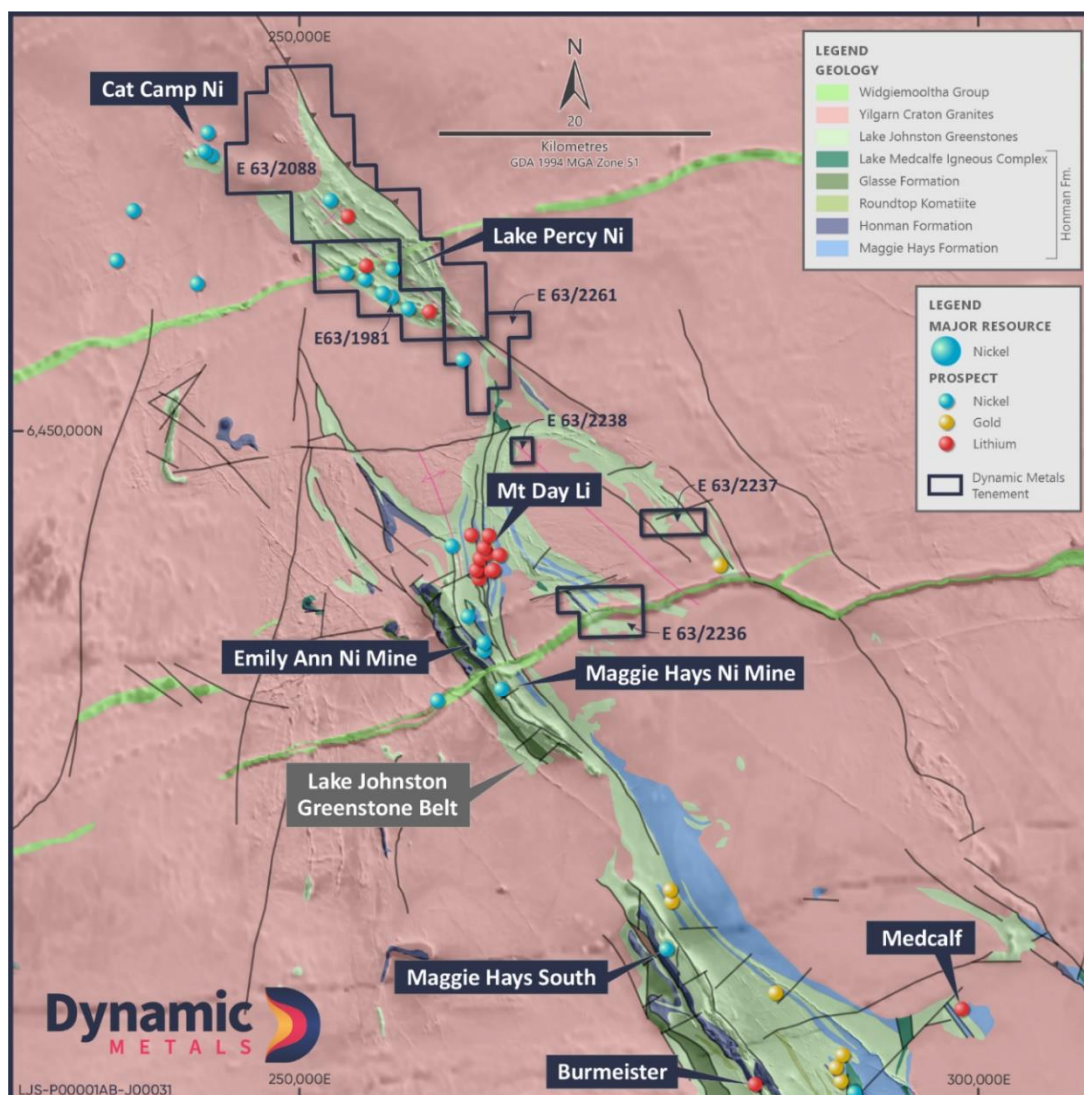 250,000E
Cat Camp Ni
N
20
Kilometres
GDA 1994 MGA Zone 51
LEGEND
GEOLOGY
Widgiemooltha Group
Yilgarn Craton Granites
Lake Johnston Greenstones
Lake Medcalfe Igneous Complex
Glasse Formation
Roundtop Komatiite
Honman Formation
Maggie Hays Formation
Honman Fm.
E 63/2088
Lake Percy Ni
E 63/2261
E63/1981
LEGEND
MAJOR RESOURCE
Nickel
PROSPECT
Nickel
Gold
Lithium
Dynamic Metals
Tenement
6,450,000N
E 63/2238
Mt Day Li
E 63/2237
E 63/2236
Emily Ann Ni Mine
Maggie Hays Ni Mine
Lake Johnston
Greenstone Belt
Medcalf
Maggie Hays South
Dynamic
METALS
Burmeister
LJS-P00001AB-J00031
250,000E
300,000E